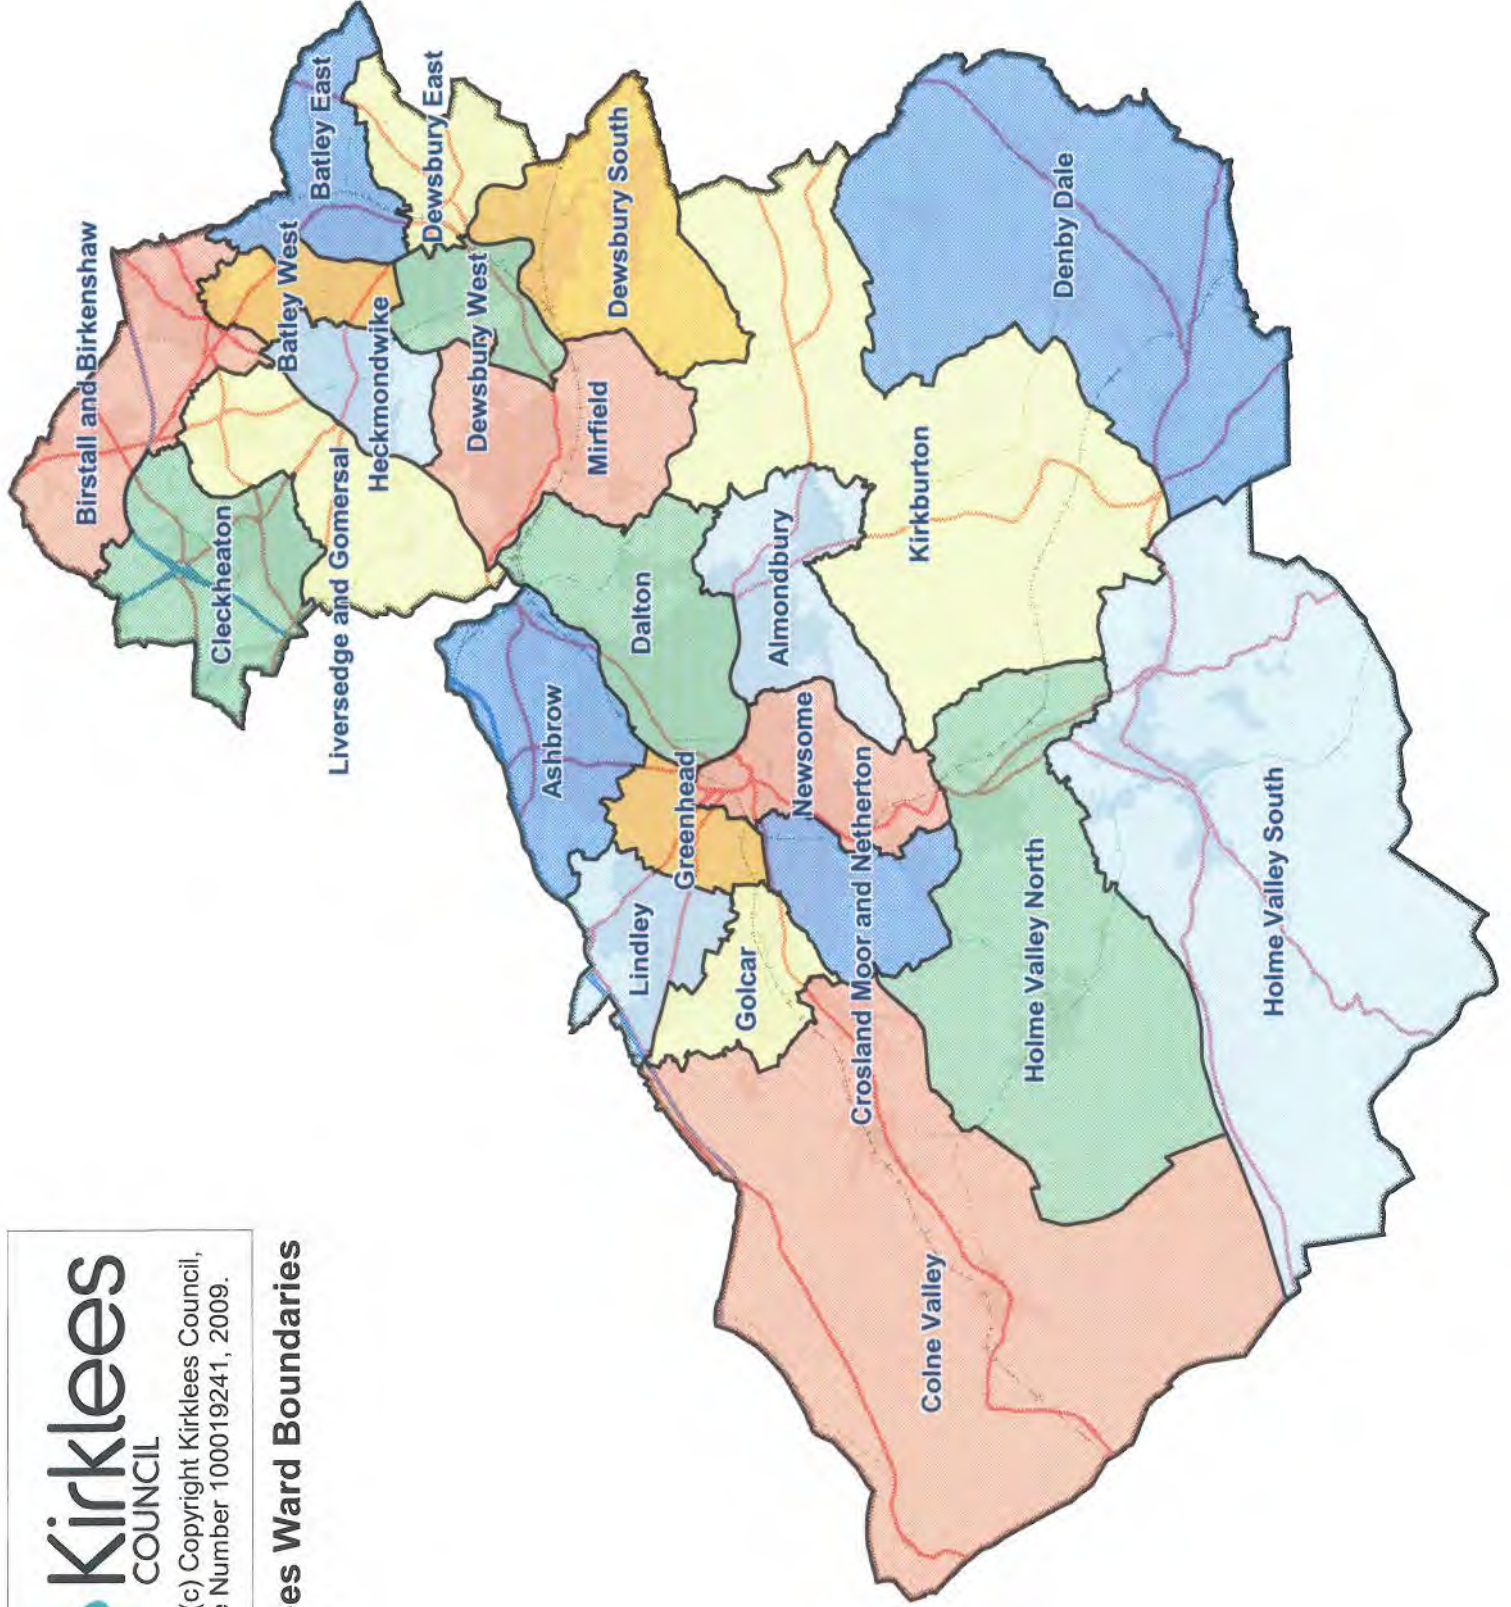 Kirklees
COUNCIL
(c) Copyright Kirklees Council,
Number 100019241, 2009.
Ward Boundaries
Birstall and Birkenshaw
Cleckheaton
Batley East
Batley West
Liversedge and Gomersal
Heckmondwike
Dewsbury East
Dewsbury West
Ashbrow
Mirfield
Dewsbury South
Lindley
Dalton
Greenhead
Golcar
Almondbury
Newsome
Crosland Moor and Netherton
Kirkburton
Colne Valley
Holme Valley North
Denby Dale
Holme Valley South